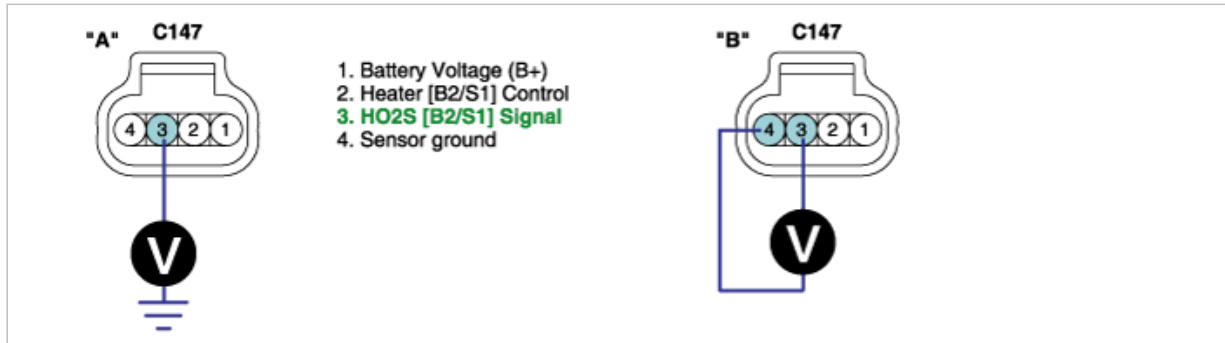 "A" C147
1. Battery Voltage (B+)
2. Heater [B2/S1] Control
3. HO2S [B2/S1] Signal
4. Sensor ground
4 3 2 1
V
"B" C147
4 3 2 1
V